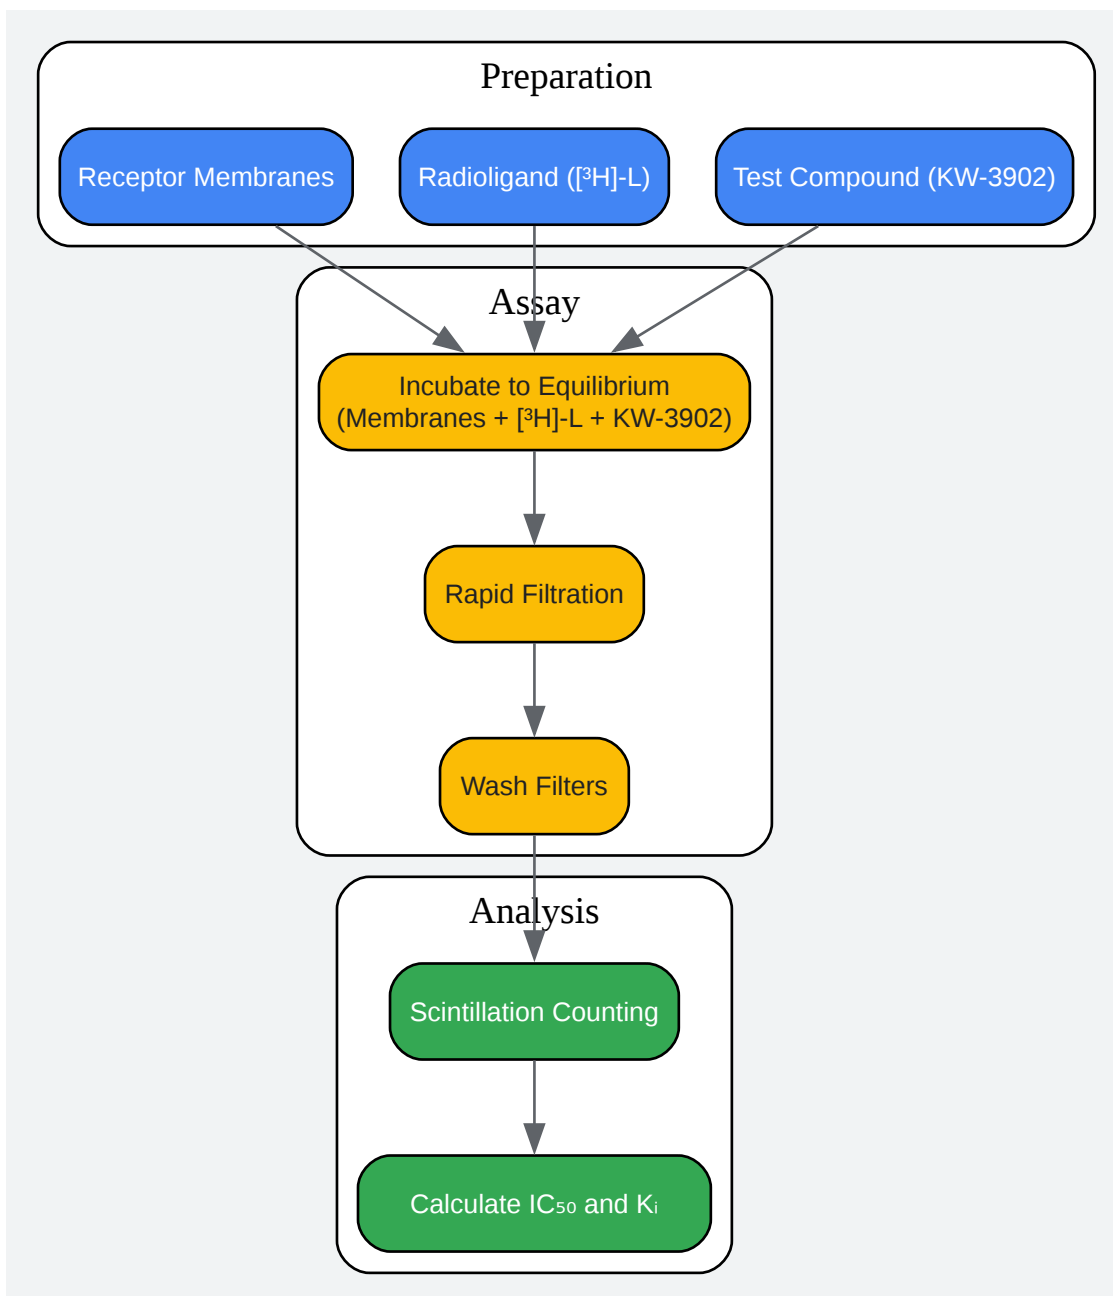 Preparation
Receptor Membranes
Radioligand ([³H]-L)
Test Compound (KW-3902)
Assay
Incubate to Equilibrium
(Membranes + [³H]-L + KW-3902)
Rapid Filtration
Wash Filters
Analysis
Scintillation Counting
Calculate IC₅₀ and Kᵢ